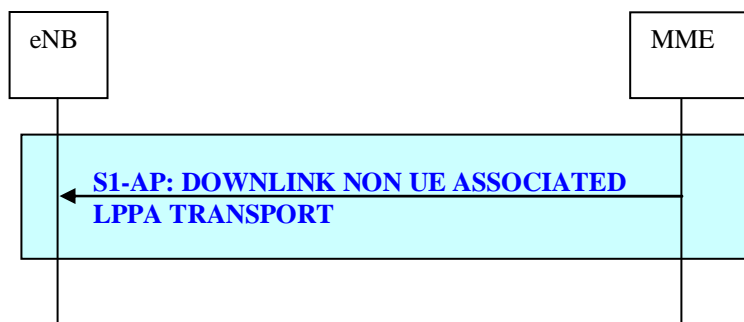 eNB
MME
S1-AP: DOWNLINK NON UE ASSOCIATED
LPPA TRANSPORT